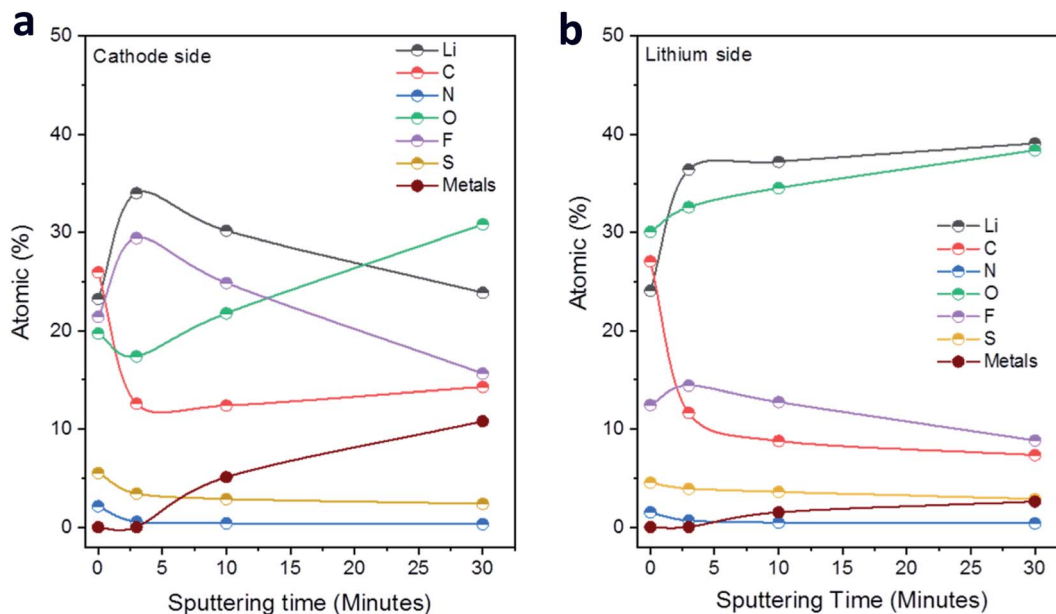 a
Cathode side
Li
C
N
O
F
S
Metals
Atomic (%)
50
40
30
20
10
0
0 5 10 15 20 25 30
Sputtering time (Minutes)
b
Lithium side
Li
C
N
O
F
S
Metals
Atomic (%)
50
40
30
20
10
0
0 5 10 15 20 25 30
Sputtering Time (Minutes)